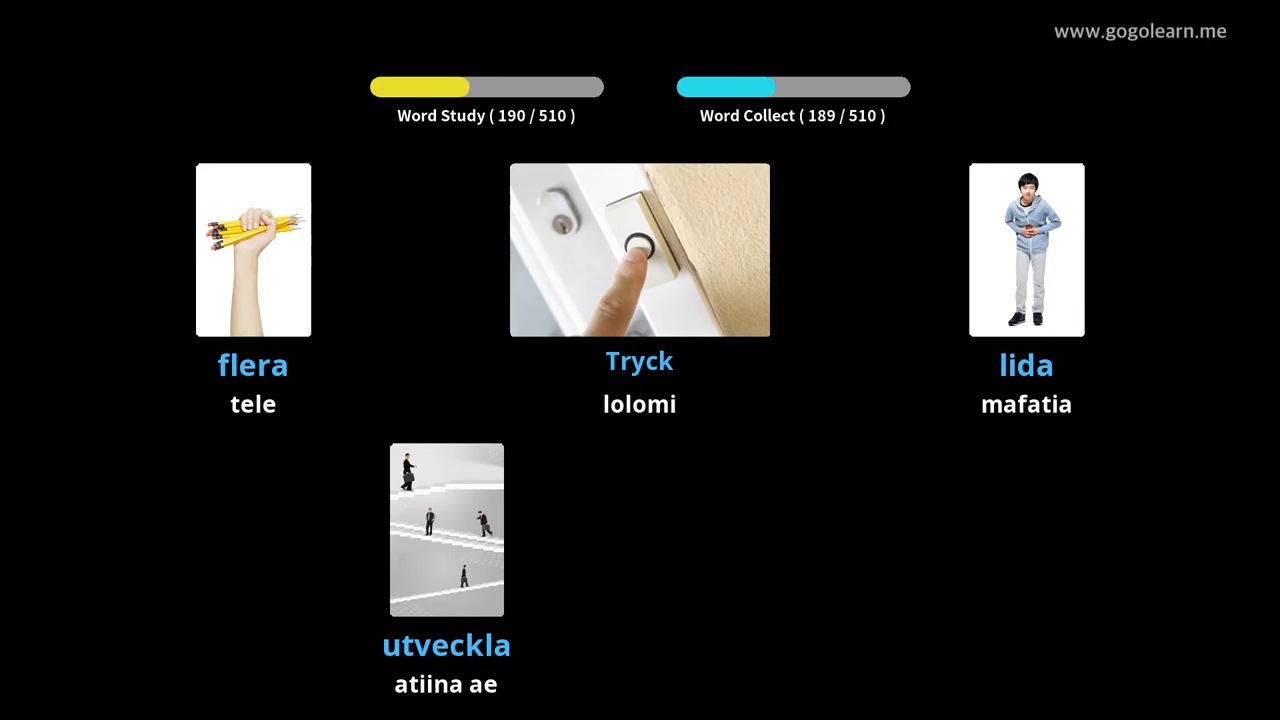 www.gogolearn.me
Word Study ( 190 / 510 )
Word Collect ( 189 / 510 )
flera
tele
Tryck
lolomi
lida
mafatia
utveckla
atiina ae